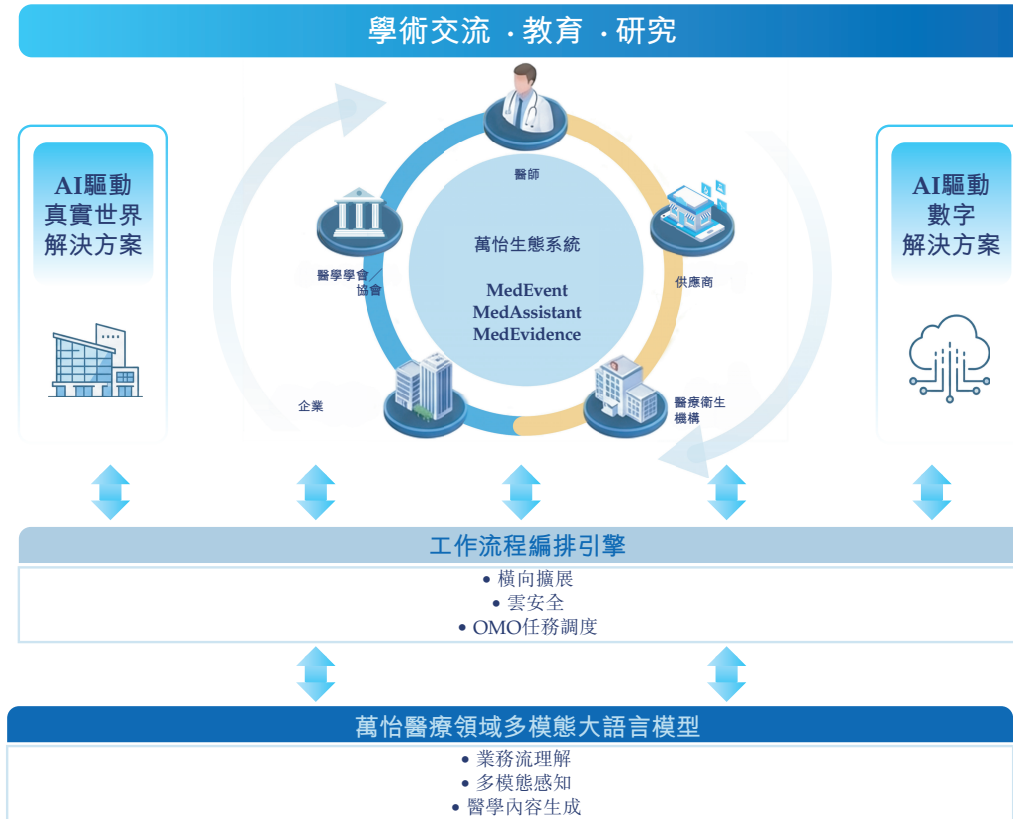 學術交流．教育．研究
AI驅動
真實世界
解決方案
醫師
醫學學會／
協會
萬怡生態系統
MedEvent
MedAssistant
MedEvidence
供應商
企業
醫療衛生
機構
AI驅動
數字
解決方案
工作流程編排引擎
• 橫向擴展
• 雲安全
• OMO任務調度
萬怡醫療領域多模態大語言模型
• 業務流理解
• 多模態感知
• 醫學內容生成